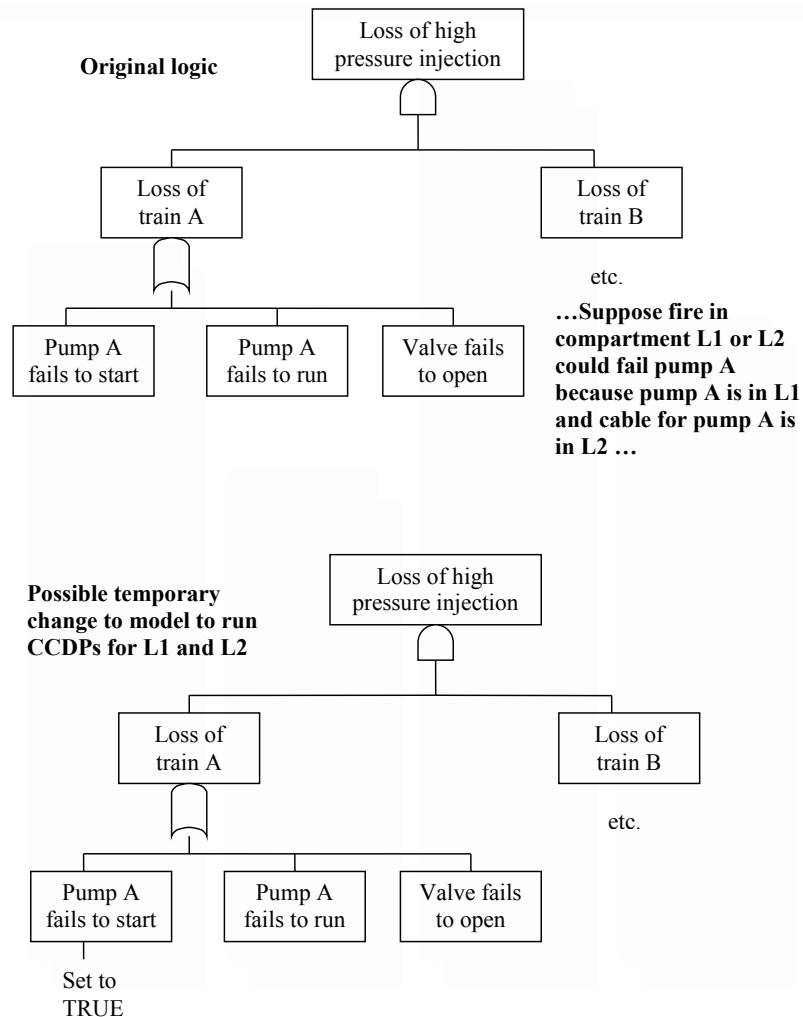 Loss of high
pressure injection
Original logic
Loss of
train A
Loss of
train B
etc.
Pump A
fails to start
Pump A
fails to run
Valve fails
to open
…Suppose fire in
compartment L1 or L2
could fail pump A
because pump A is in L1
and cable for pump A is
in L2 …
Loss of high
pressure injection
Possible temporary
change to model to run
CCDPs for L1 and L2
Loss of
train A
Loss of
train B
etc.
Pump A
fails to start
Pump A
fails to run
Valve fails
to open
Set to
TRUE